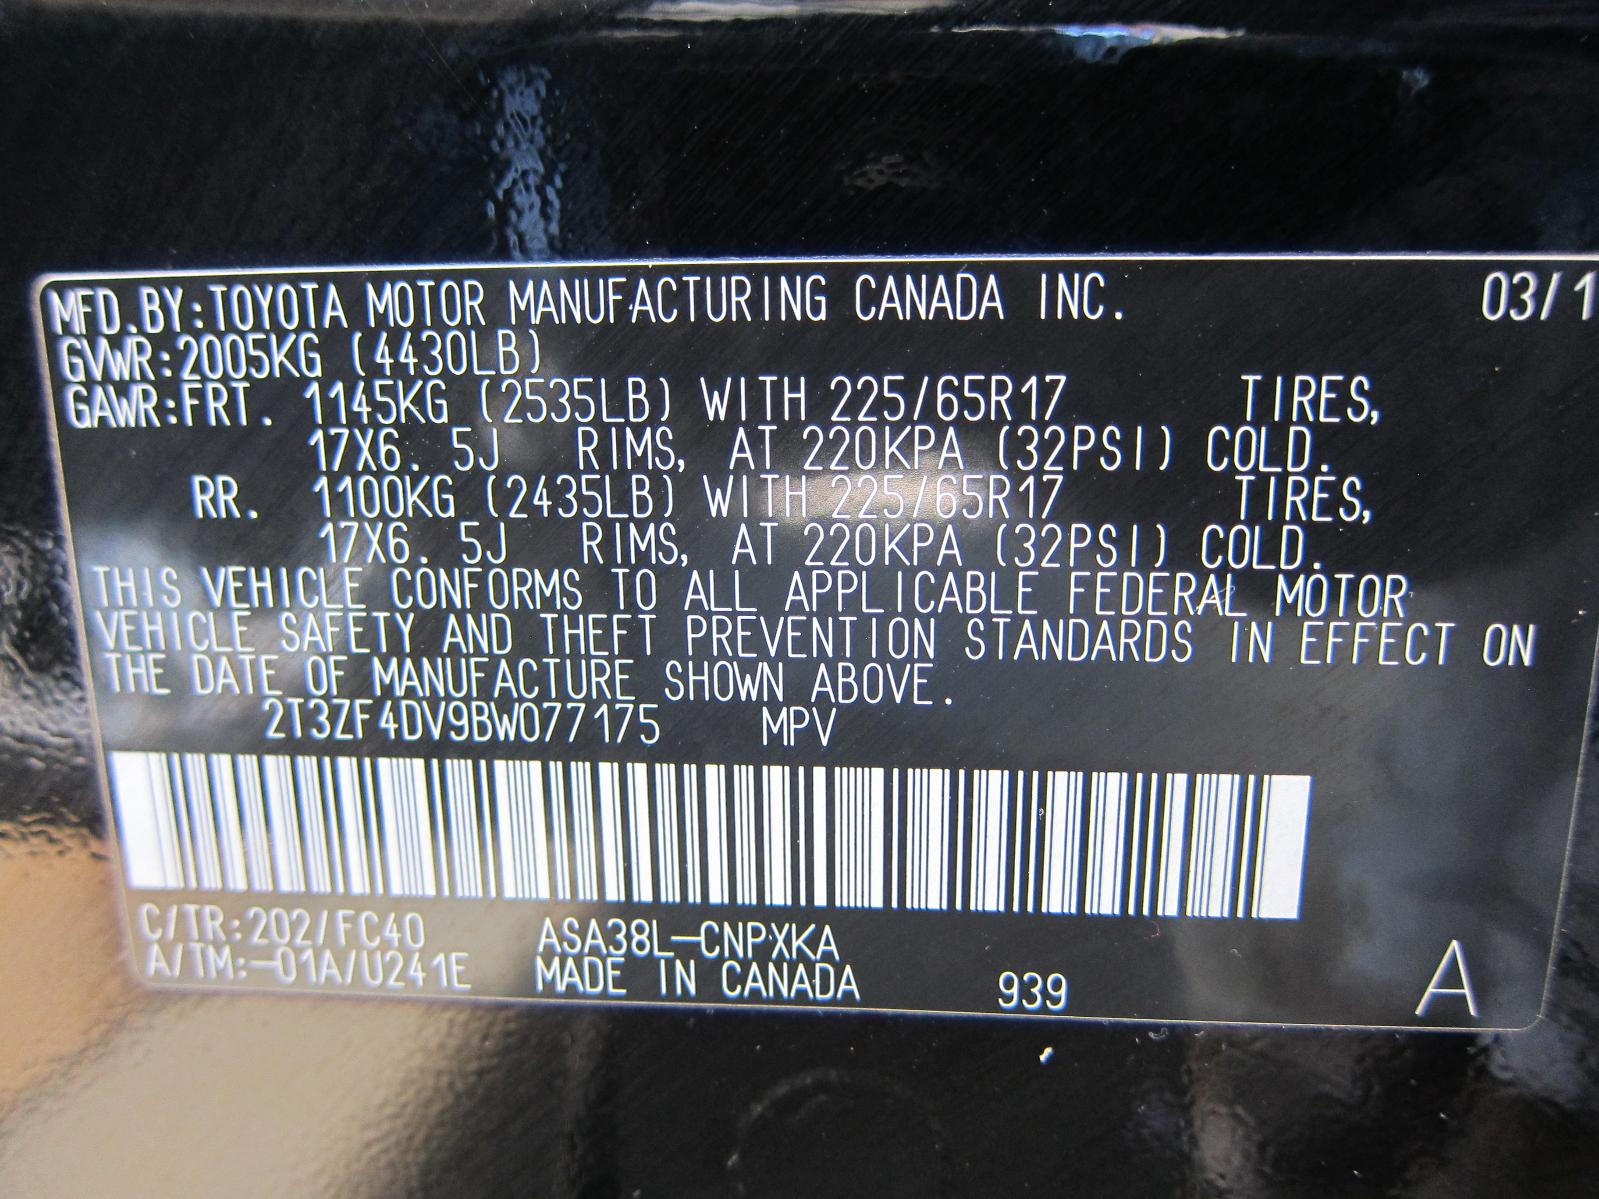 MFD.BY:TOYOTA MOTOR MANUFACTURING CANADA INC. 03/1
GVWR:2005KG (4430LB)
GAWR:FRT. 1145KG (2535LB) WITH 225/65R17 TIRES,
17X6.5J RIMS, AT 220KPA (32PSI) COLD.
RR. 1100KG (2435LB) WITH 225/65R17 TIRES,
17X6.5J RIMS, AT 220KPA (32PSI) COLD.
THIS VEHICLE CONFORMS TO ALL APPLICABLE FEDERAL MOTOR
VEHICLE SAFETY AND THEFT PREVENTION STANDARDS IN EFFECT ON
THE DATE OF MANUFACTURE SHOWN ABOVE.
2T3ZF4DV9BW077175 MPV
C/TR:202/FC40 ASA38L-CNPXKA
A/TM:-01A/U241E MADE IN CANADA 939 A